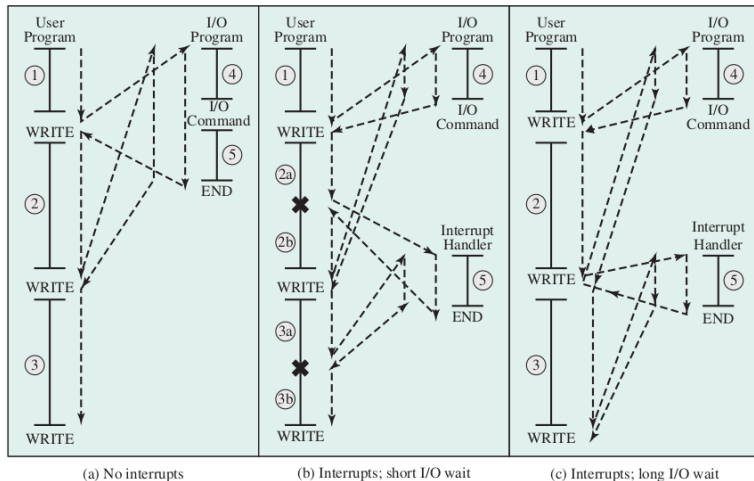 User
Program
1
WRITE
2
WRITE
3
WRITE
I/O
Program
4
I/O
Command
5
END
(a) No interrupts
User
Program
1
WRITE
2a
2b
WRITE
3a
3b
WRITE
I/O
Program
4
I/O
Command
Interrupt
Handler
5
END
(b) Interrupts; short I/O wait
User
Program
1
WRITE
2
WRITE
3
WRITE
I/O
Program
4
I/O
Command
Interrupt
Handler
5
END
(c) Interrupts; long I/O wait